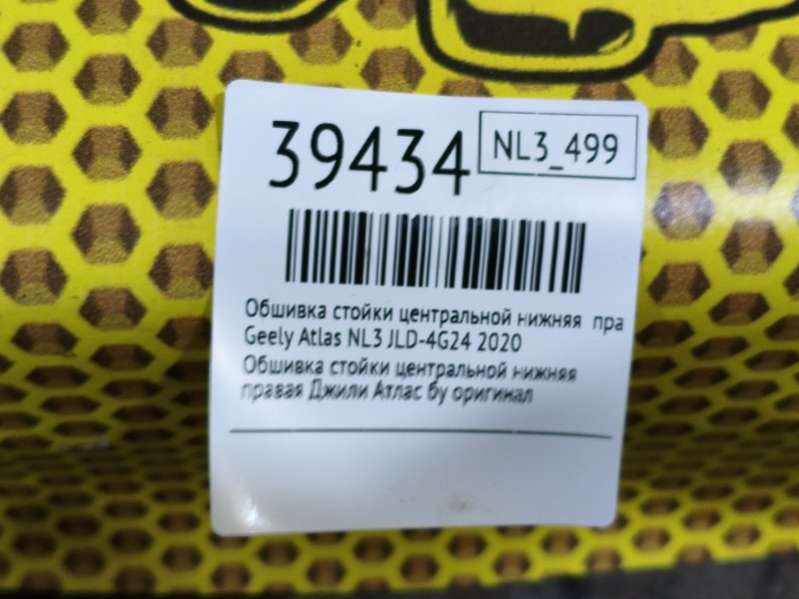 39434
NL3_499
Обшивка стойки центральной нижняя пра
Geely Atlas NL3 JLD-4G24 2020
Обшивка стойки центральной нижняя
правая Джили Атлас бу оригинал